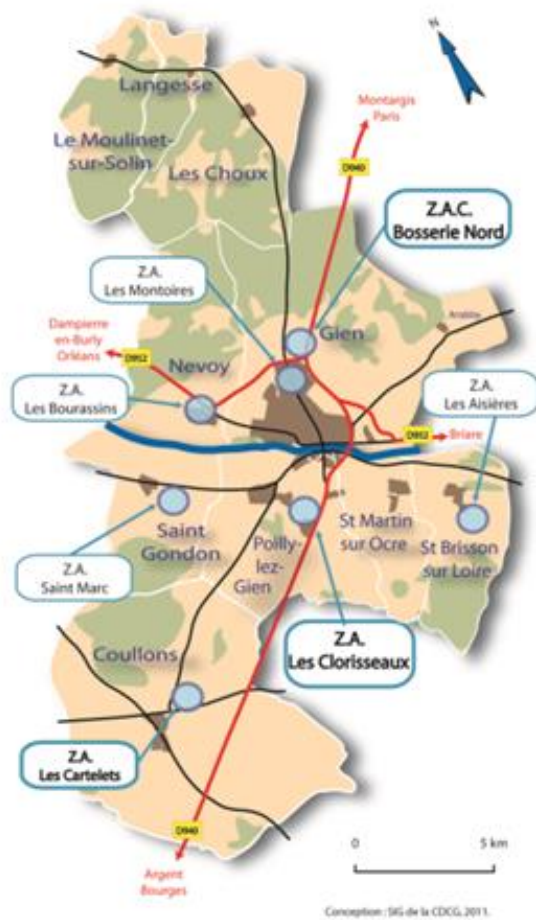 N
Langesse
Montargis
Paris
Le Moulinet-
sur-Solin
Les Choux
D940
Z.A.C.
Bosserie Nord
Z.A.
Les Montoires
Gien
Arrabloy
Dampierre
en-Burly
Orléans
D952
Nevoy
Z.A.
Les Aisières
Z.A.
Les Bourassins
D952
Briare
Saint
Gondon
Poilly-
lez-
Gien
St Martin
sur Ocre
St Brisson
sur Loire
Z.A.
Saint Marc
Z.A.
Les Clorisseaux
Coullons
Z.A.
Les Cartelets
D940
0
5 km
Argent
Bourges
Conception : SIG de la CDCG, 2011.